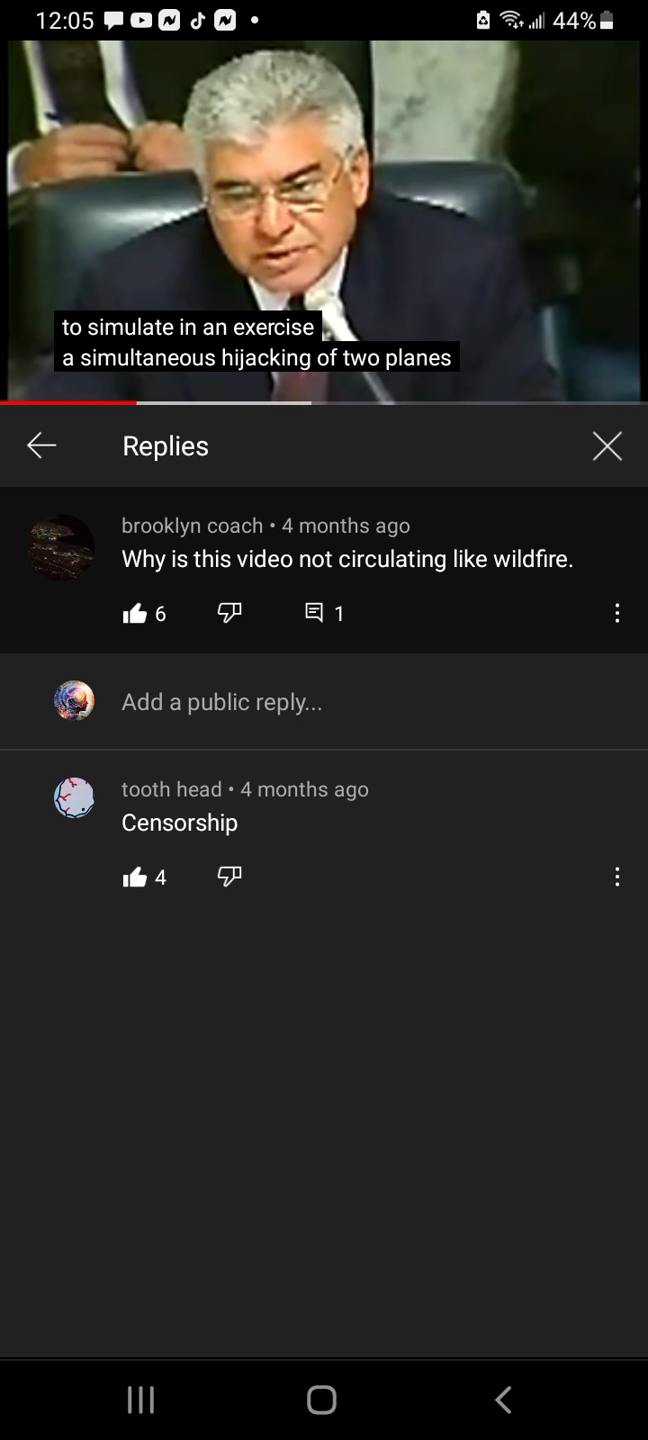 12:05 44%
to simulate in an exercise
a simultaneous hijacking of two planes
Replies
brooklyn coach • 4 months ago
Why is this video not circulating like wildfire.
6 1
Add a public reply...
tooth head • 4 months ago
Censorship
4